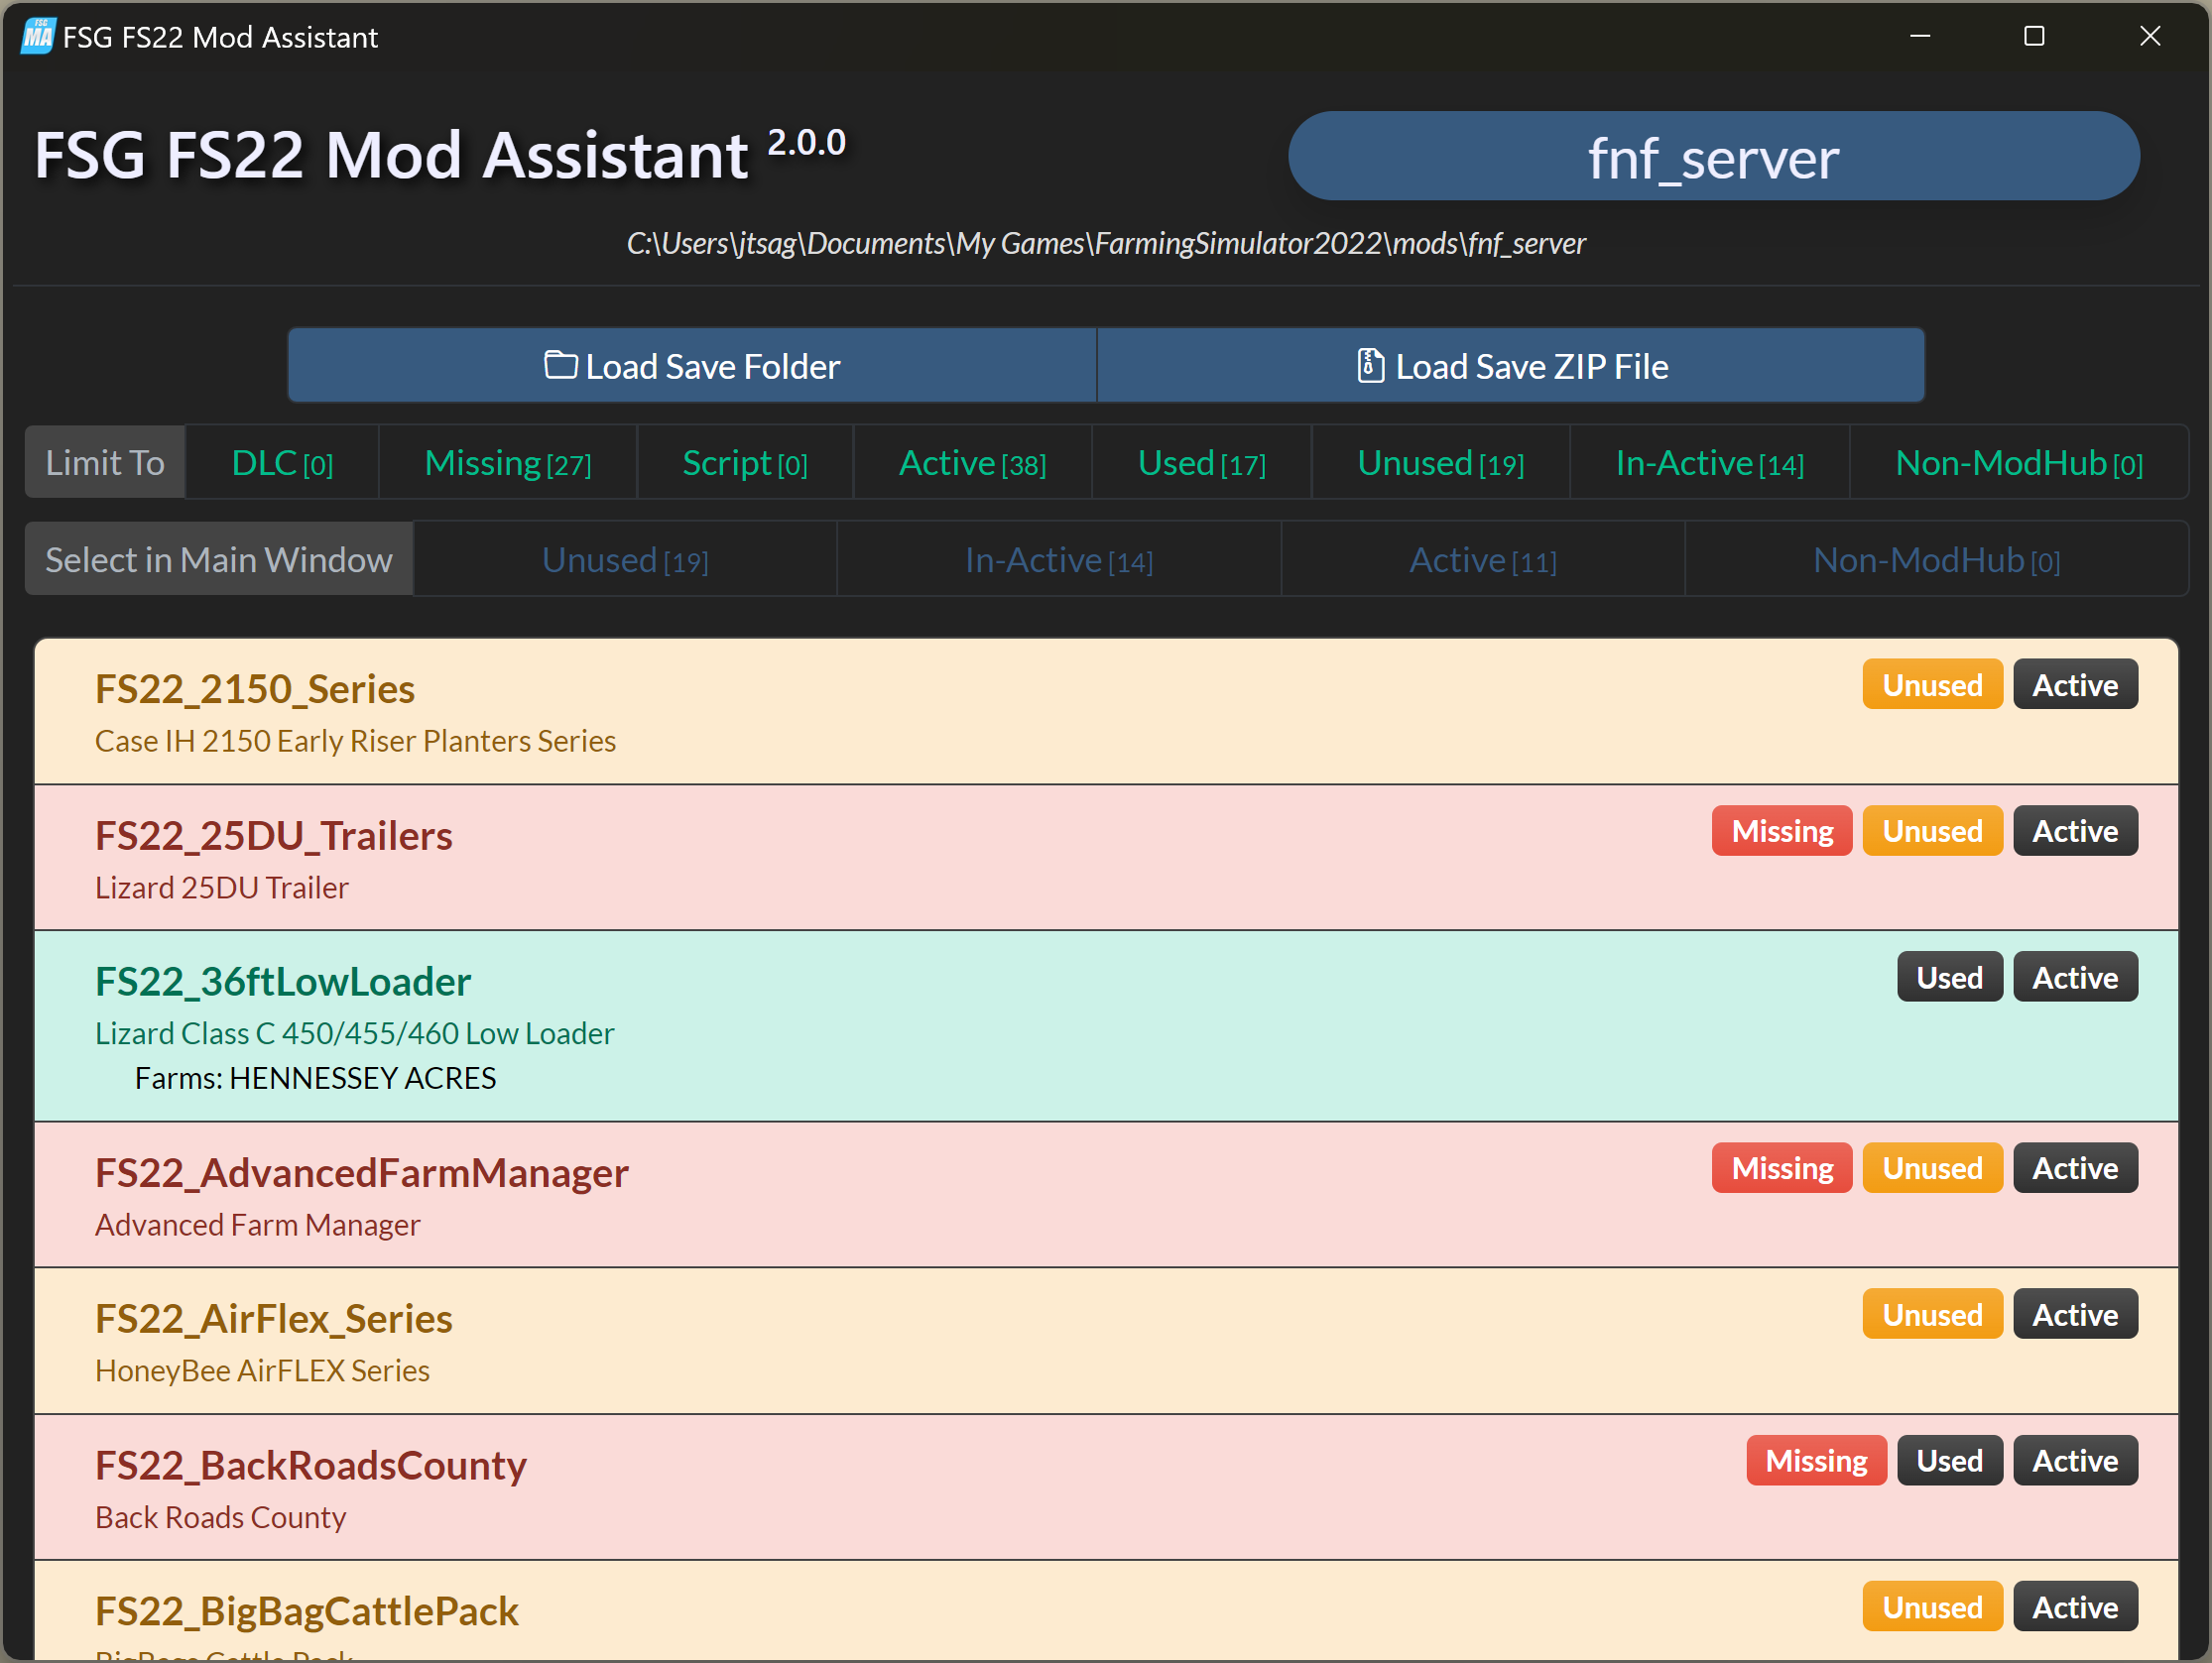 FSG MA FSG FS22 Mod Assistant
FSG FS22 Mod Assistant 2.0.0
fnf_server
C:\Users\jtsag\Documents\My Games\FarmingSimulator2022\mods\fnf_server
Load Save Folder
Load Save ZIP File
Limit To DLC [0] Missing [27] Script [0] Active [38] Used [17] Unused [19] In-Active [14] Non-ModHub [0]
Select in Main Window Unused [19] In-Active [14] Active [11] Non-ModHub [0]
FS22_2150_Series Unused Active
Case IH 2150 Early Riser Planters Series
FS22_25DU_Trailers Missing Unused Active
Lizard 25DU Trailer
FS22_36ftLowLoader Used Active
Lizard Class C 450/455/460 Low Loader
Farms: HENNESSEY ACRES
FS22_AdvancedFarmManager Missing Unused Active
Advanced Farm Manager
FS22_AirFlex_Series Unused Active
HoneyBee AirFLEX Series
FS22_BackRoadsCounty Missing Used Active
Back Roads County
FS22_BigBagCattlePack Unused Active
BigBags Cattle Pack